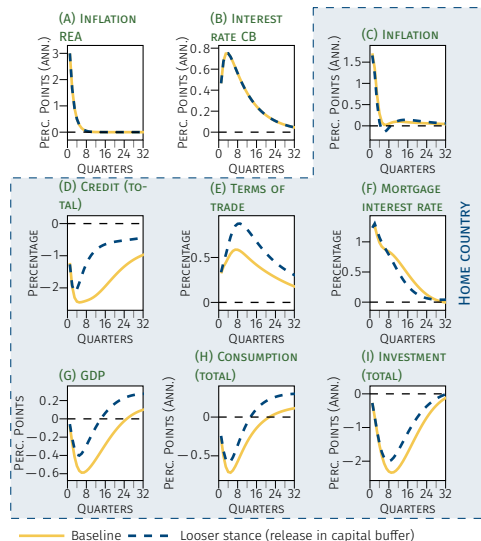 (A) Inflation
REA
(B) Interest
rate CB
(C) Inflation
Perc. Points (Ann.)
3
2
1
0
0 8 16 24 32
Quarters
0.8
0.6
0.4
0.2
0
0 8 16 24 32
Quarters
Perc. Points (Ann.)
1.5
1
0.5
0
0 8 16 24 32
Quarters
(D) Credit (to-
tal)
(E) Terms of
trade
(F) Mortgage
interest rate
Percentage
0
−1
−2
0 8 16 24 32
Quarters
Percentage
0.5
0
0 8 16 24 32
Quarters
Perc. Points (Ann.)
1
0.5
0
0 8 16 24 32
Quarters
Home country
(G) GDP
(H) Consumption
(total)
(I) Investment
(total)
Perc. Points
0.2
0
−0.2
−0.4
−0.6
0 8 16 24 32
Quarters
Perc. Points (Ann.)
0
−0.5
0 8 16 24 32
Quarters
Perc. Points (Ann.)
0
−1
−2
0 8 16 24 32
Quarters
Baseline
Looser stance (release in capital buffer)